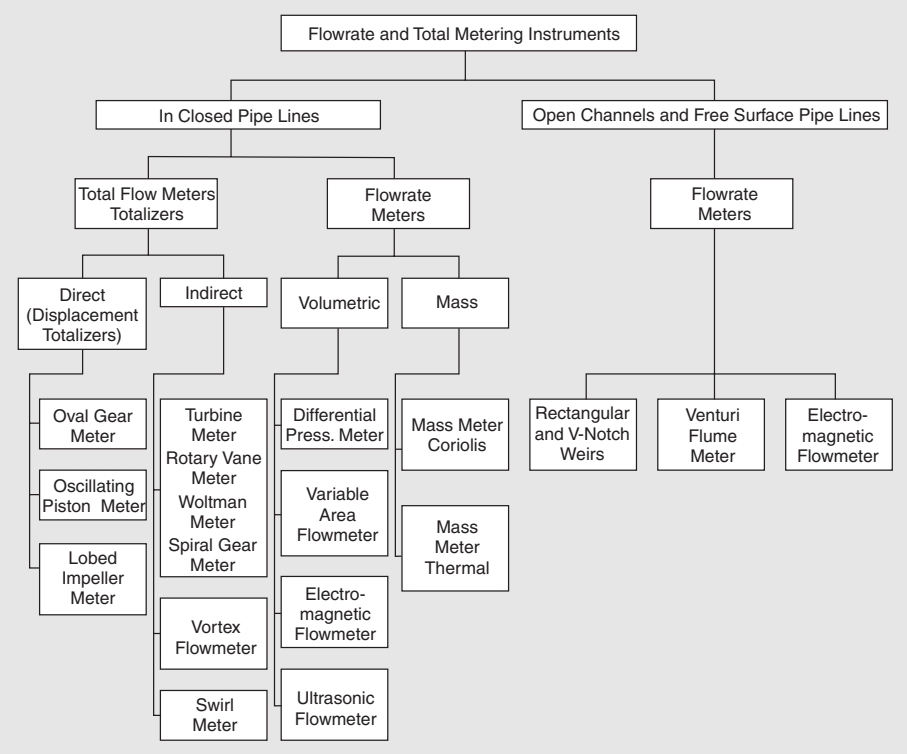 Flowrate and Total Metering Instruments
In Closed Pipe Lines
Open Channels and Free Surface Pipe Lines
Total Flow Meters
Totalizers
Flowrate
Meters
Flowrate
Meters
Direct
(Displacement
Totalizers)
Indirect
Volumetric
Mass
Oval Gear
Meter
Oscillating
Piston Meter
Lobed
Impeller
Meter
Turbine
Meter
Rotary Vane
Meter
Woltman
Meter
Spiral Gear
Meter
Vortex
Flowmeter
Swirl
Meter
Differential
Press. Meter
Variable
Area
Flowmeter
Electro-
magnetic
Flowmeter
Ultrasonic
Flowmeter
Mass Meter
Coriolis
Mass
Meter
Thermal
Rectangular
and V-Notch
Weirs
Venturi
Flume
Meter
Electro-
magnetic
Flowmeter